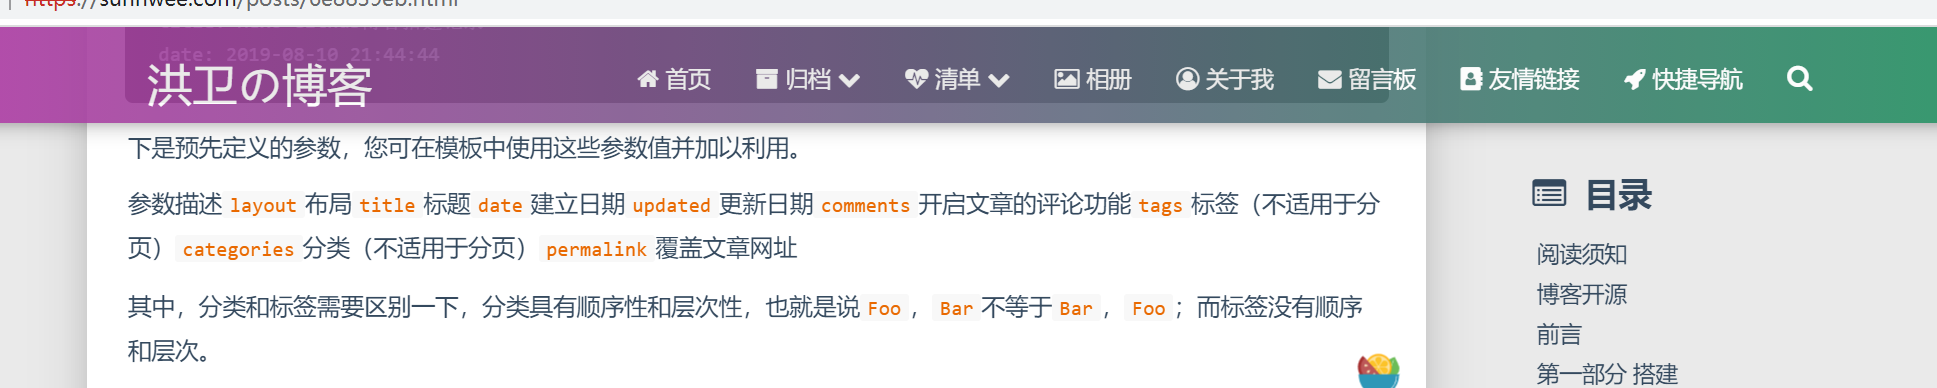 https://sunhwee.com/posts/6e8839eb.html
date: 2019-08-10 21:44:44
洪卫の博客
首页 归档 清单 相册 关于我 留言板 友情链接 快捷导航
下是预先定义的参数，您可在模板中使用这些参数值并加以利用。
参数描述 layout 布局 title 标题 date 建立日期 updated 更新日期 comments 开启文章的评论功能 tags 标签（不适用于分
页） categories 分类（不适用于分页） permalink 覆盖文章网址
其中，分类和标签需要区别一下，分类具有顺序性和层次性，也就是说 Foo ， Bar 不等于 Bar ， Foo ；而标签没有顺序
和层次。
目录
阅读须知
博客开源
前言
第一部分 搭建